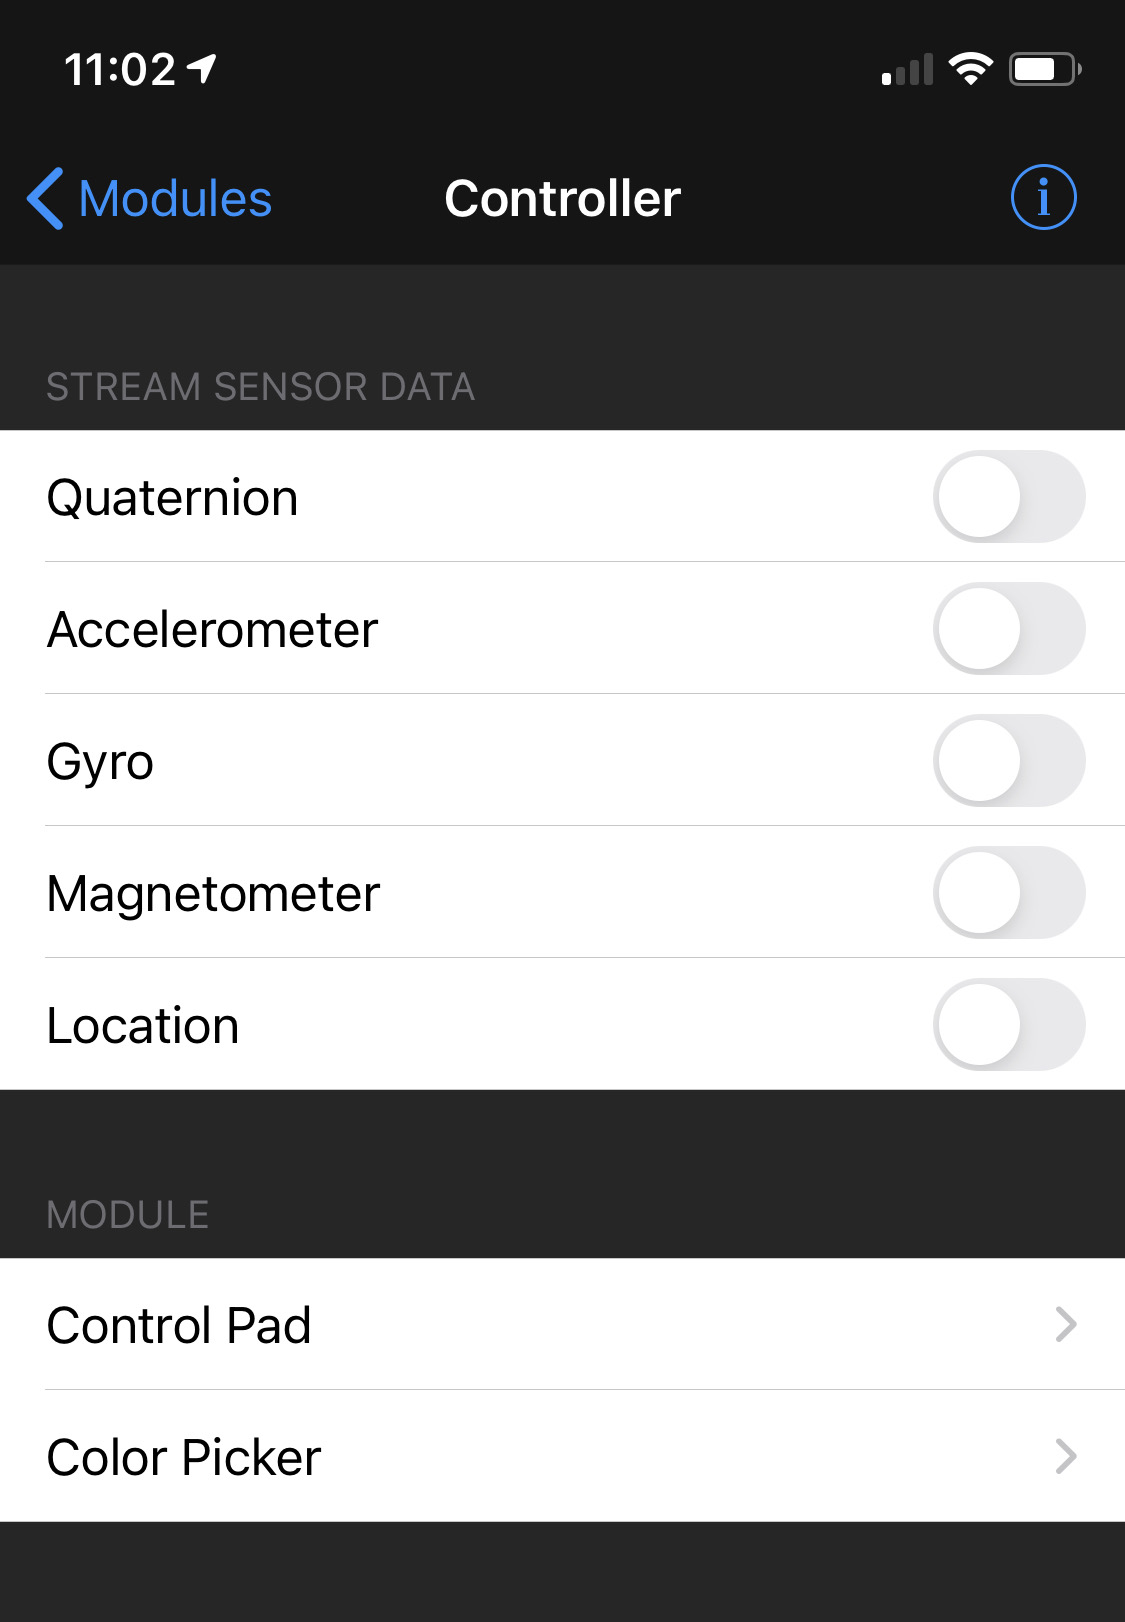 11:02
Modules Controller i
STREAM SENSOR DATA
Quaternion
Accelerometer
Gyro
Magnetometer
Location
MODULE
Control Pad
Color Picker